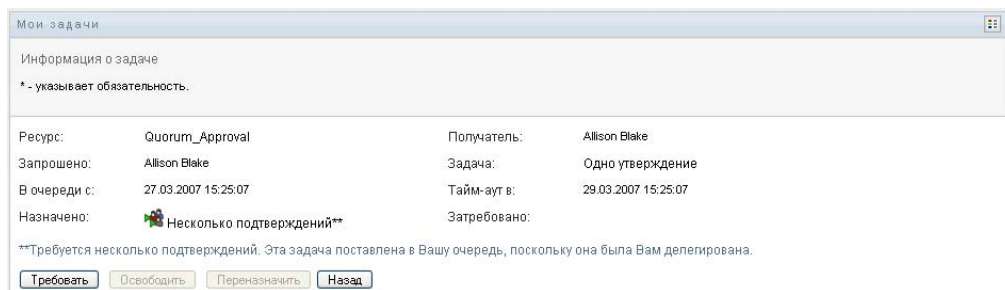 Мои задачи
Информация о задаче
* - указывает обязательность.
Ресурс: Quorum_Approval Получатель: Allison Blake
Запрошено: Allison Blake Задача: Одно утверждение
В очереди с: 27.03.2007 15:25:07 Тайм-аут в: 29.03.2007 15:25:07
Назначено: Несколько подтверждений** Затребовано:
**Требуется несколько подтверждений. Эта задача поставлена в Вашу очередь, поскольку она была Вам делегирована.
Требовать Освободить Переназначить Назад